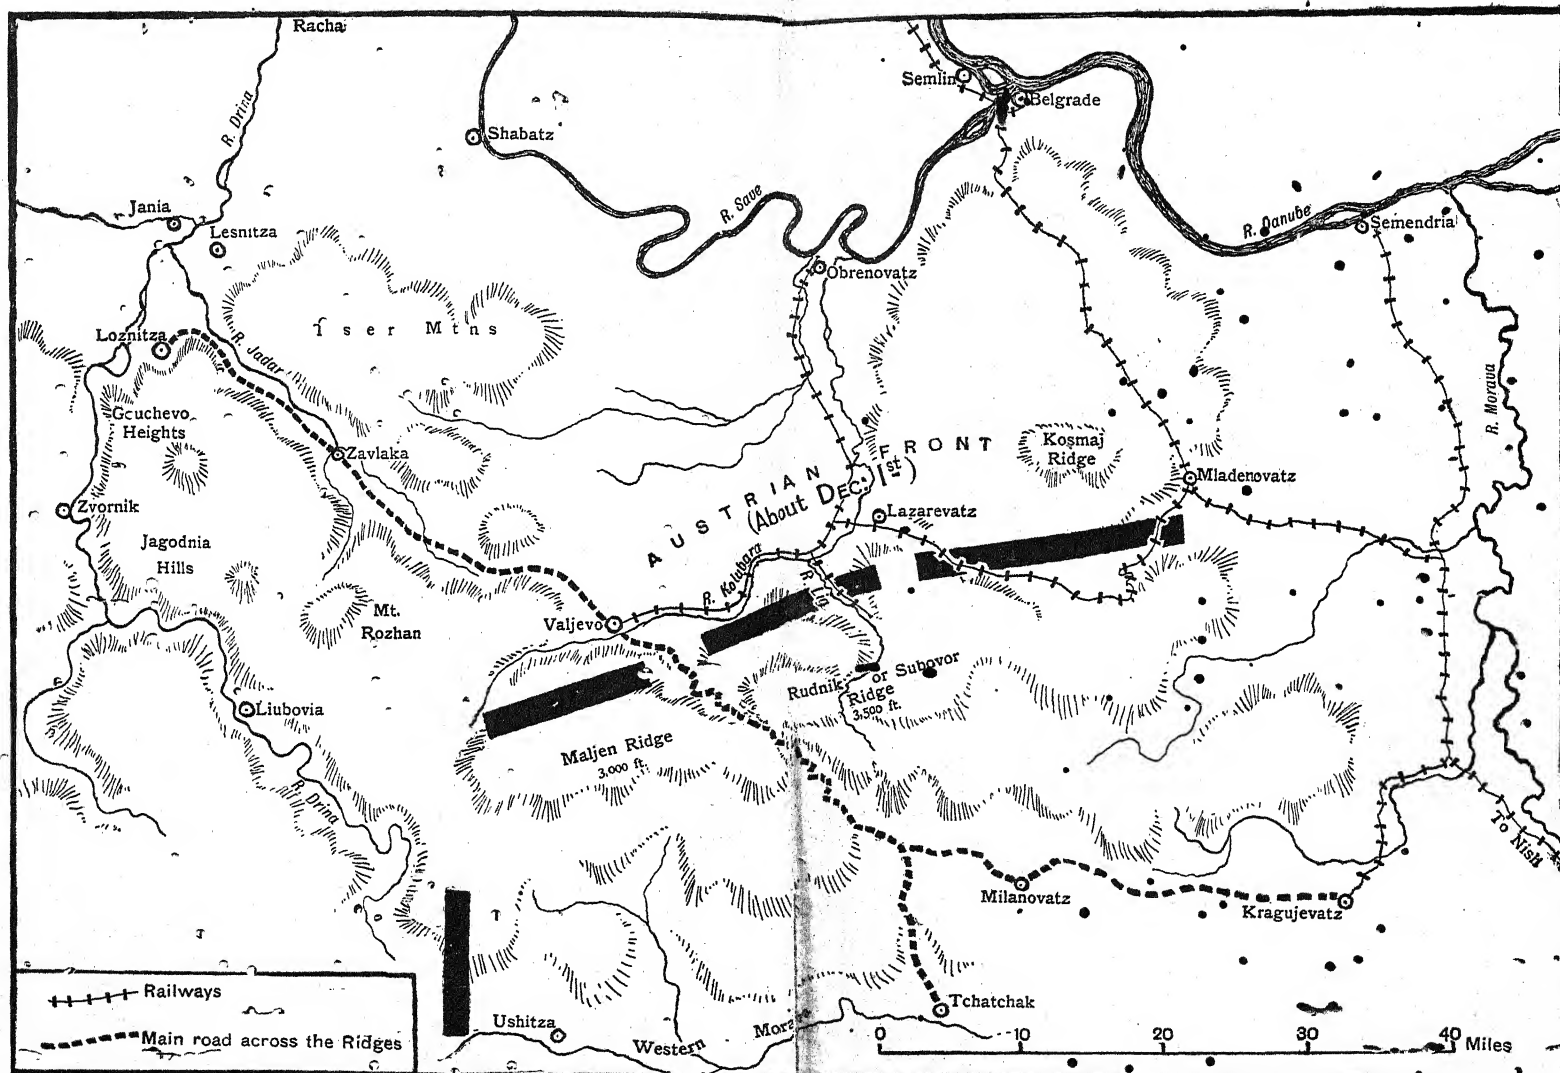 Racha
Semlin
Belgrade
R. Drina
Shabatz
Jania
Lesnitza
R. Save
R. Danube
Semendria
Obrenovatz
Loznitza
R. Jadar
Iser Mtns
R. Morava
Gouchevo
Heights
Zavlaka
AUSTRIAN FRONT
(About Dec. 1st)
Kosmaj
Ridge
Mladenovatz
Zvornik
Lazarevatz
Jagodnia
Hills
R. Kolubara
R. Lig
Mt.
Rozhan
Valjevo
Rudnik or Subovor
Ridge
3,500 ft.
Liubovia
Maljen Ridge
3,000 ft.
R. Drina
To Nish
Milanovatz
Kragujevatz
Tchatchak
Ushitza
Western
Railways
Main road across the Ridges
0 10 20 30 40 Miles